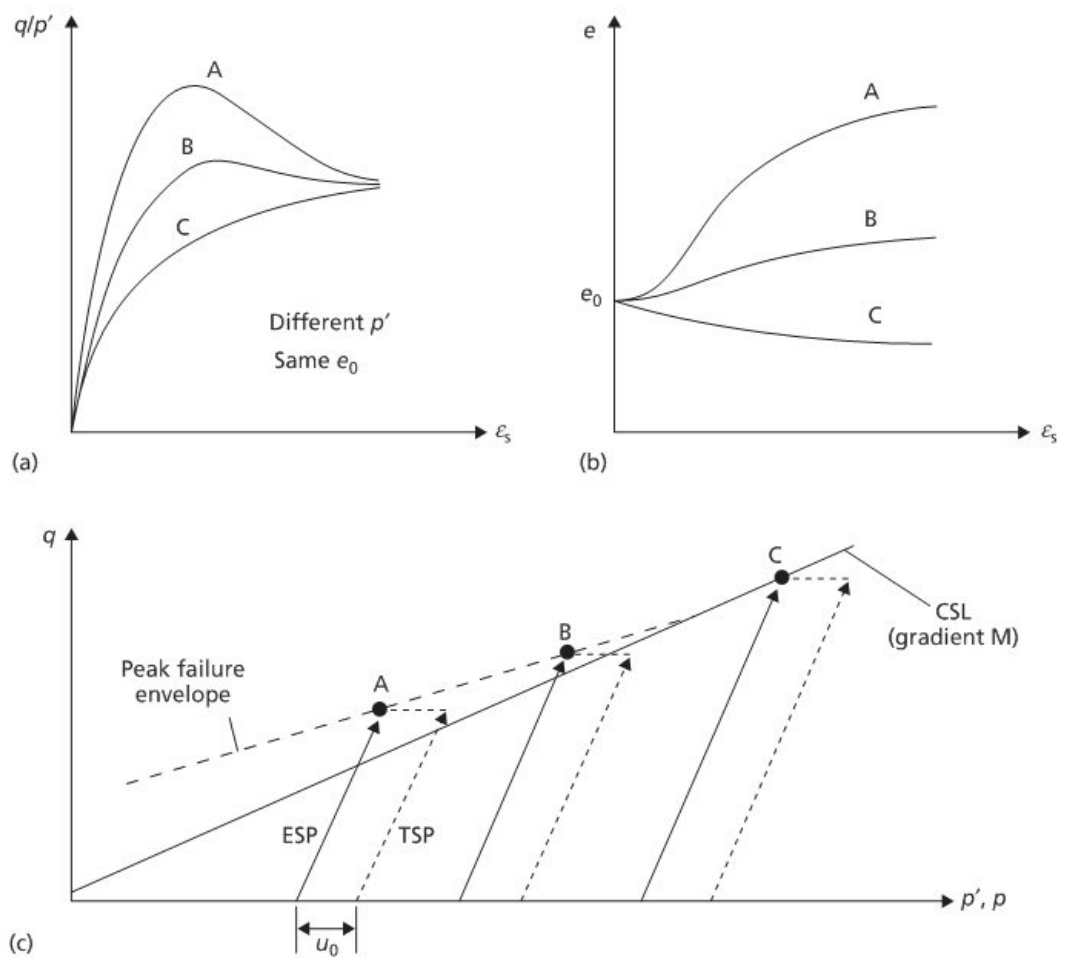 q/p′
A
B
C
Different p′
Same e₀
εₛ
(a)
e
A
B
C
e₀
εₛ
(b)
q
C
CSL
(gradient M)
B
Peak failure
envelope
A
ESP
TSP
p′, p
u₀
(c)